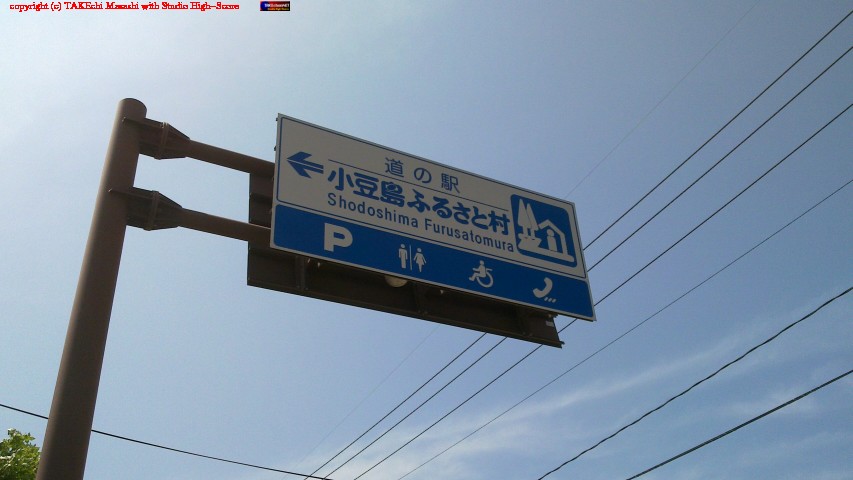 copyright (c) TAKEchi Masashi with Studio High-Score
道の駅
小豆島ふるさと村
Shodoshima Furusatomura
P